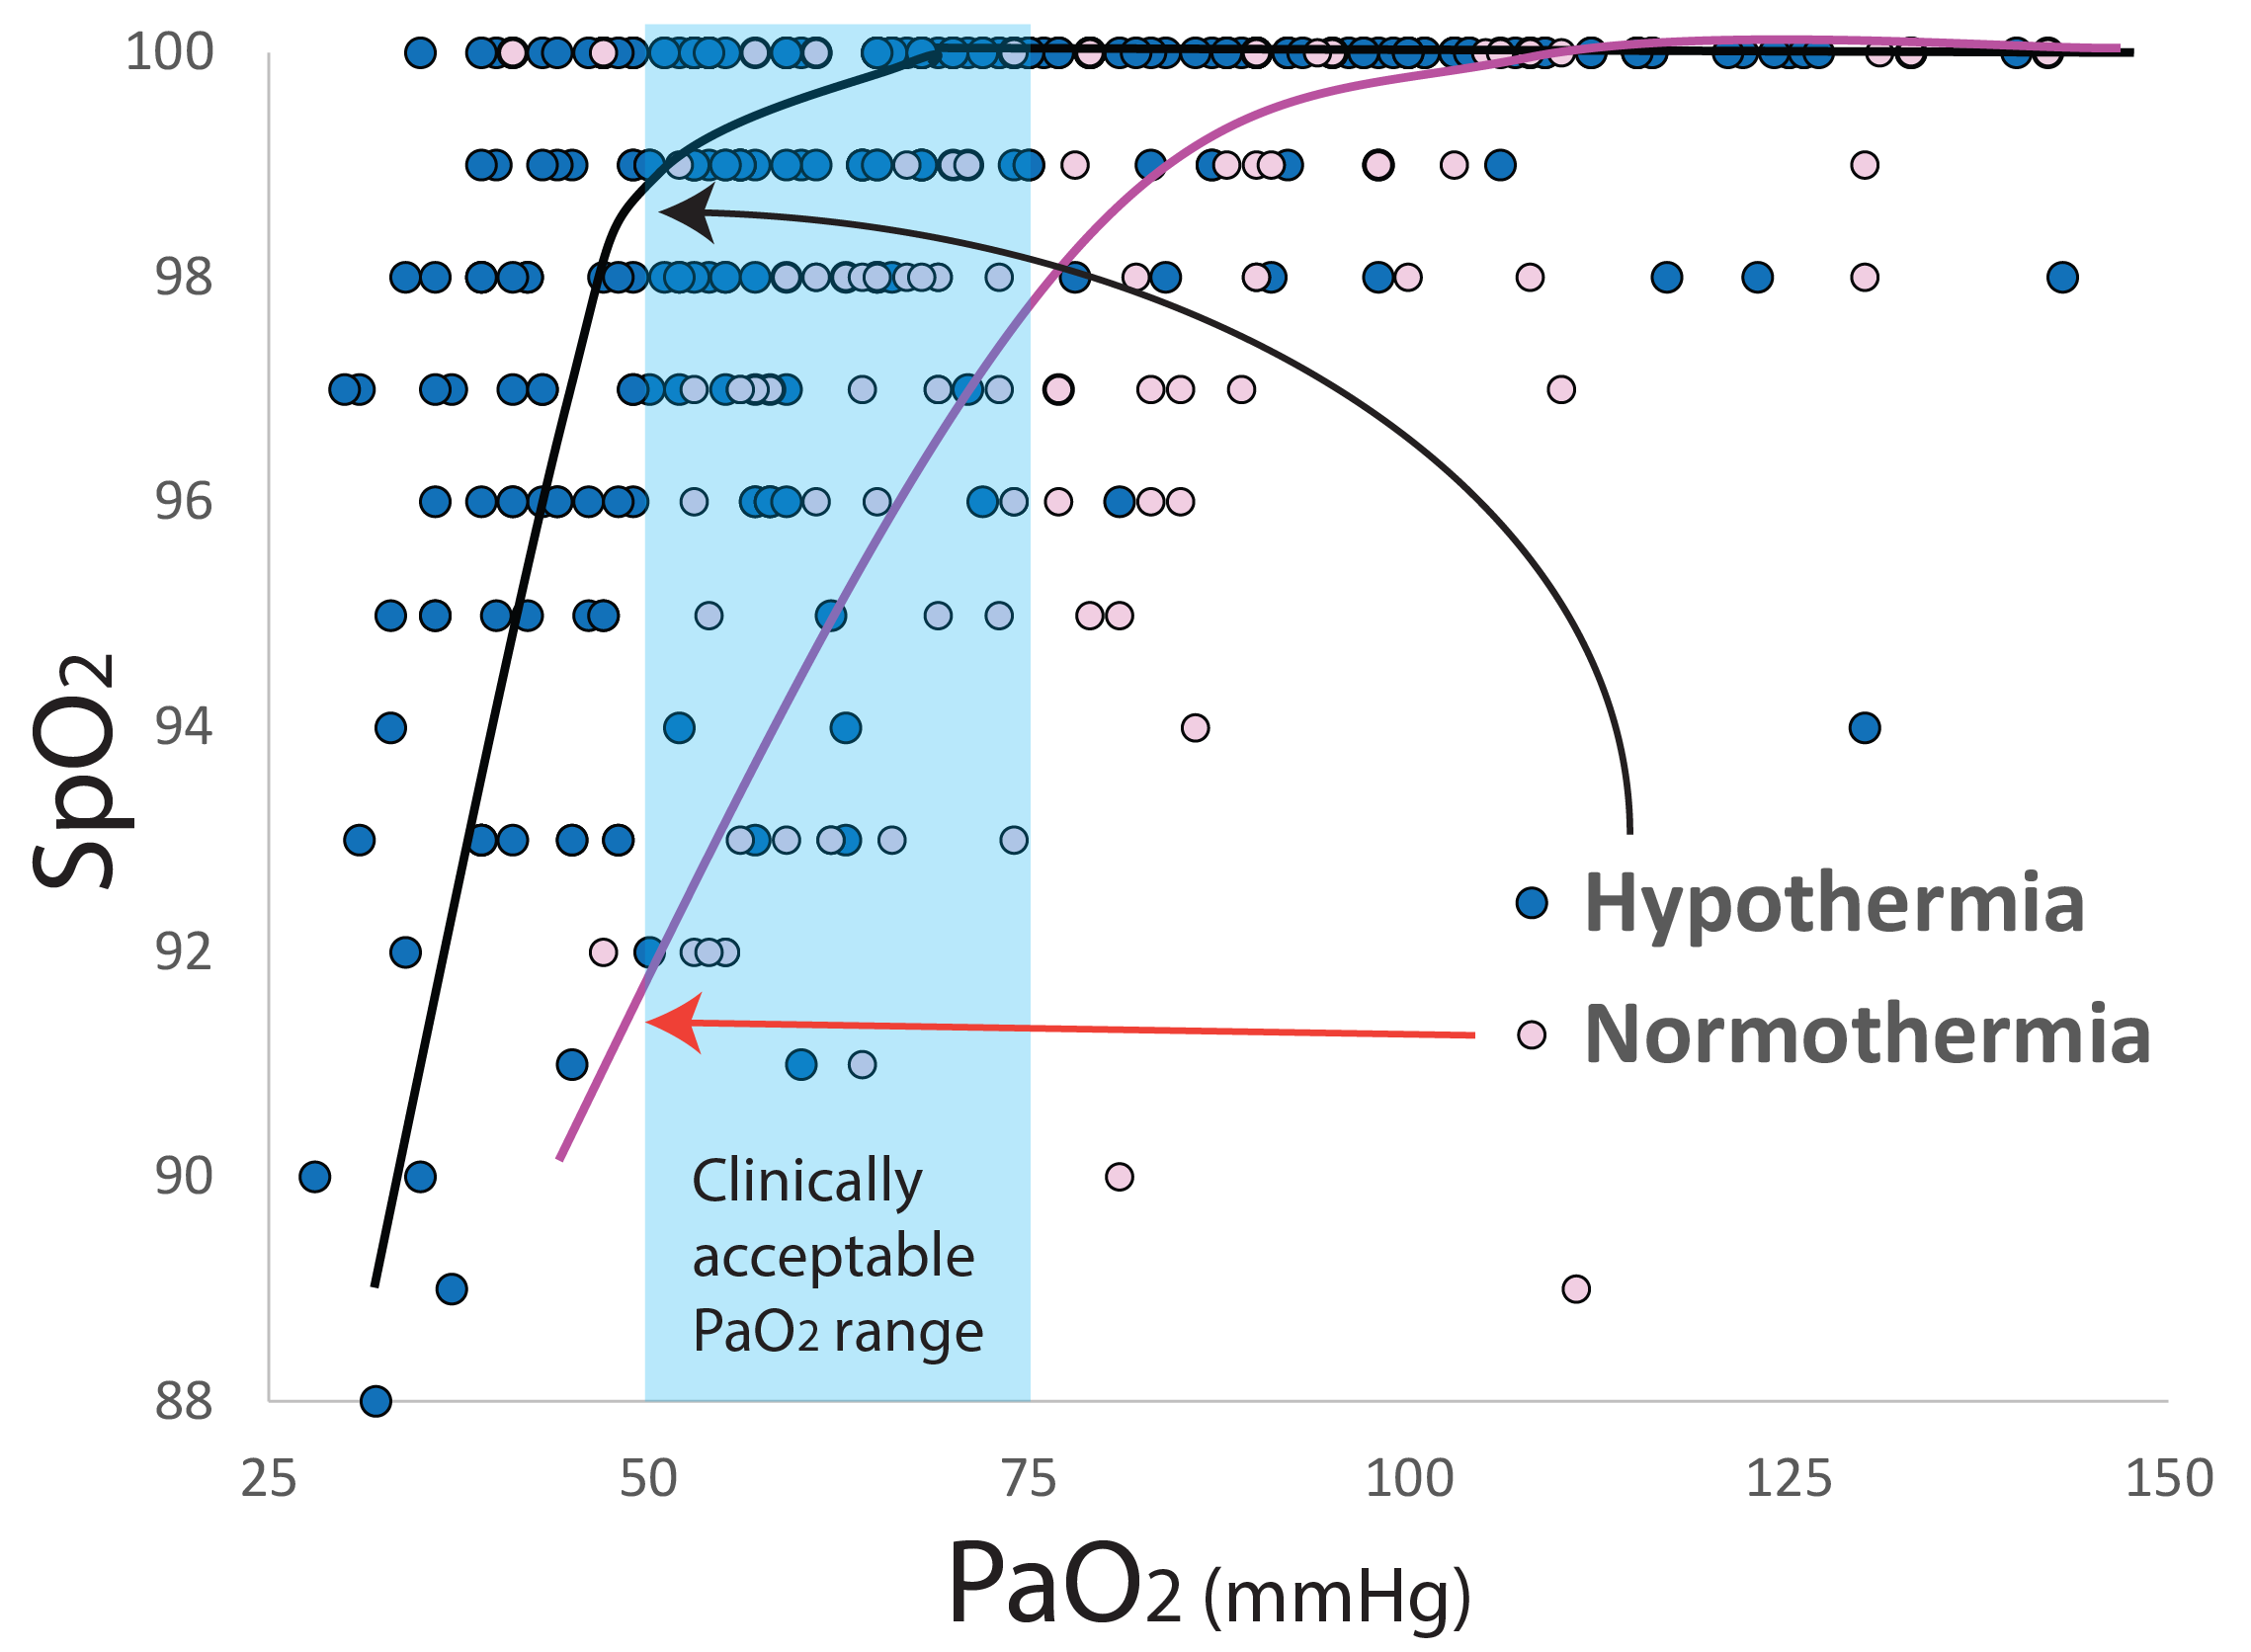 100
98
96
94
92
90
88
SpO2
Hypothermia
Normothermia
Clinically
acceptable
PaO2 range
25 50 75 100 125 150
PaO2 (mmHg)